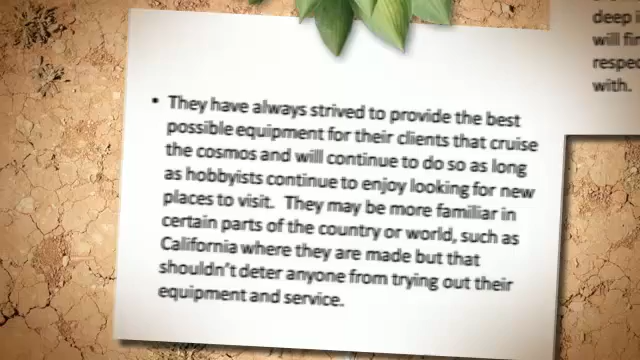 • They have always strived to provide the best
possible equipment for their clients that cruise
the cosmos and will continue to do so as long
as hobbyists continue to enjoy looking for new
places to visit.  They may be more familiar in
certain parts of the country or world, such as
California where they are made but that
shouldn't deter anyone from trying out their
equipment and service.
deep i
will fin
respec
with.